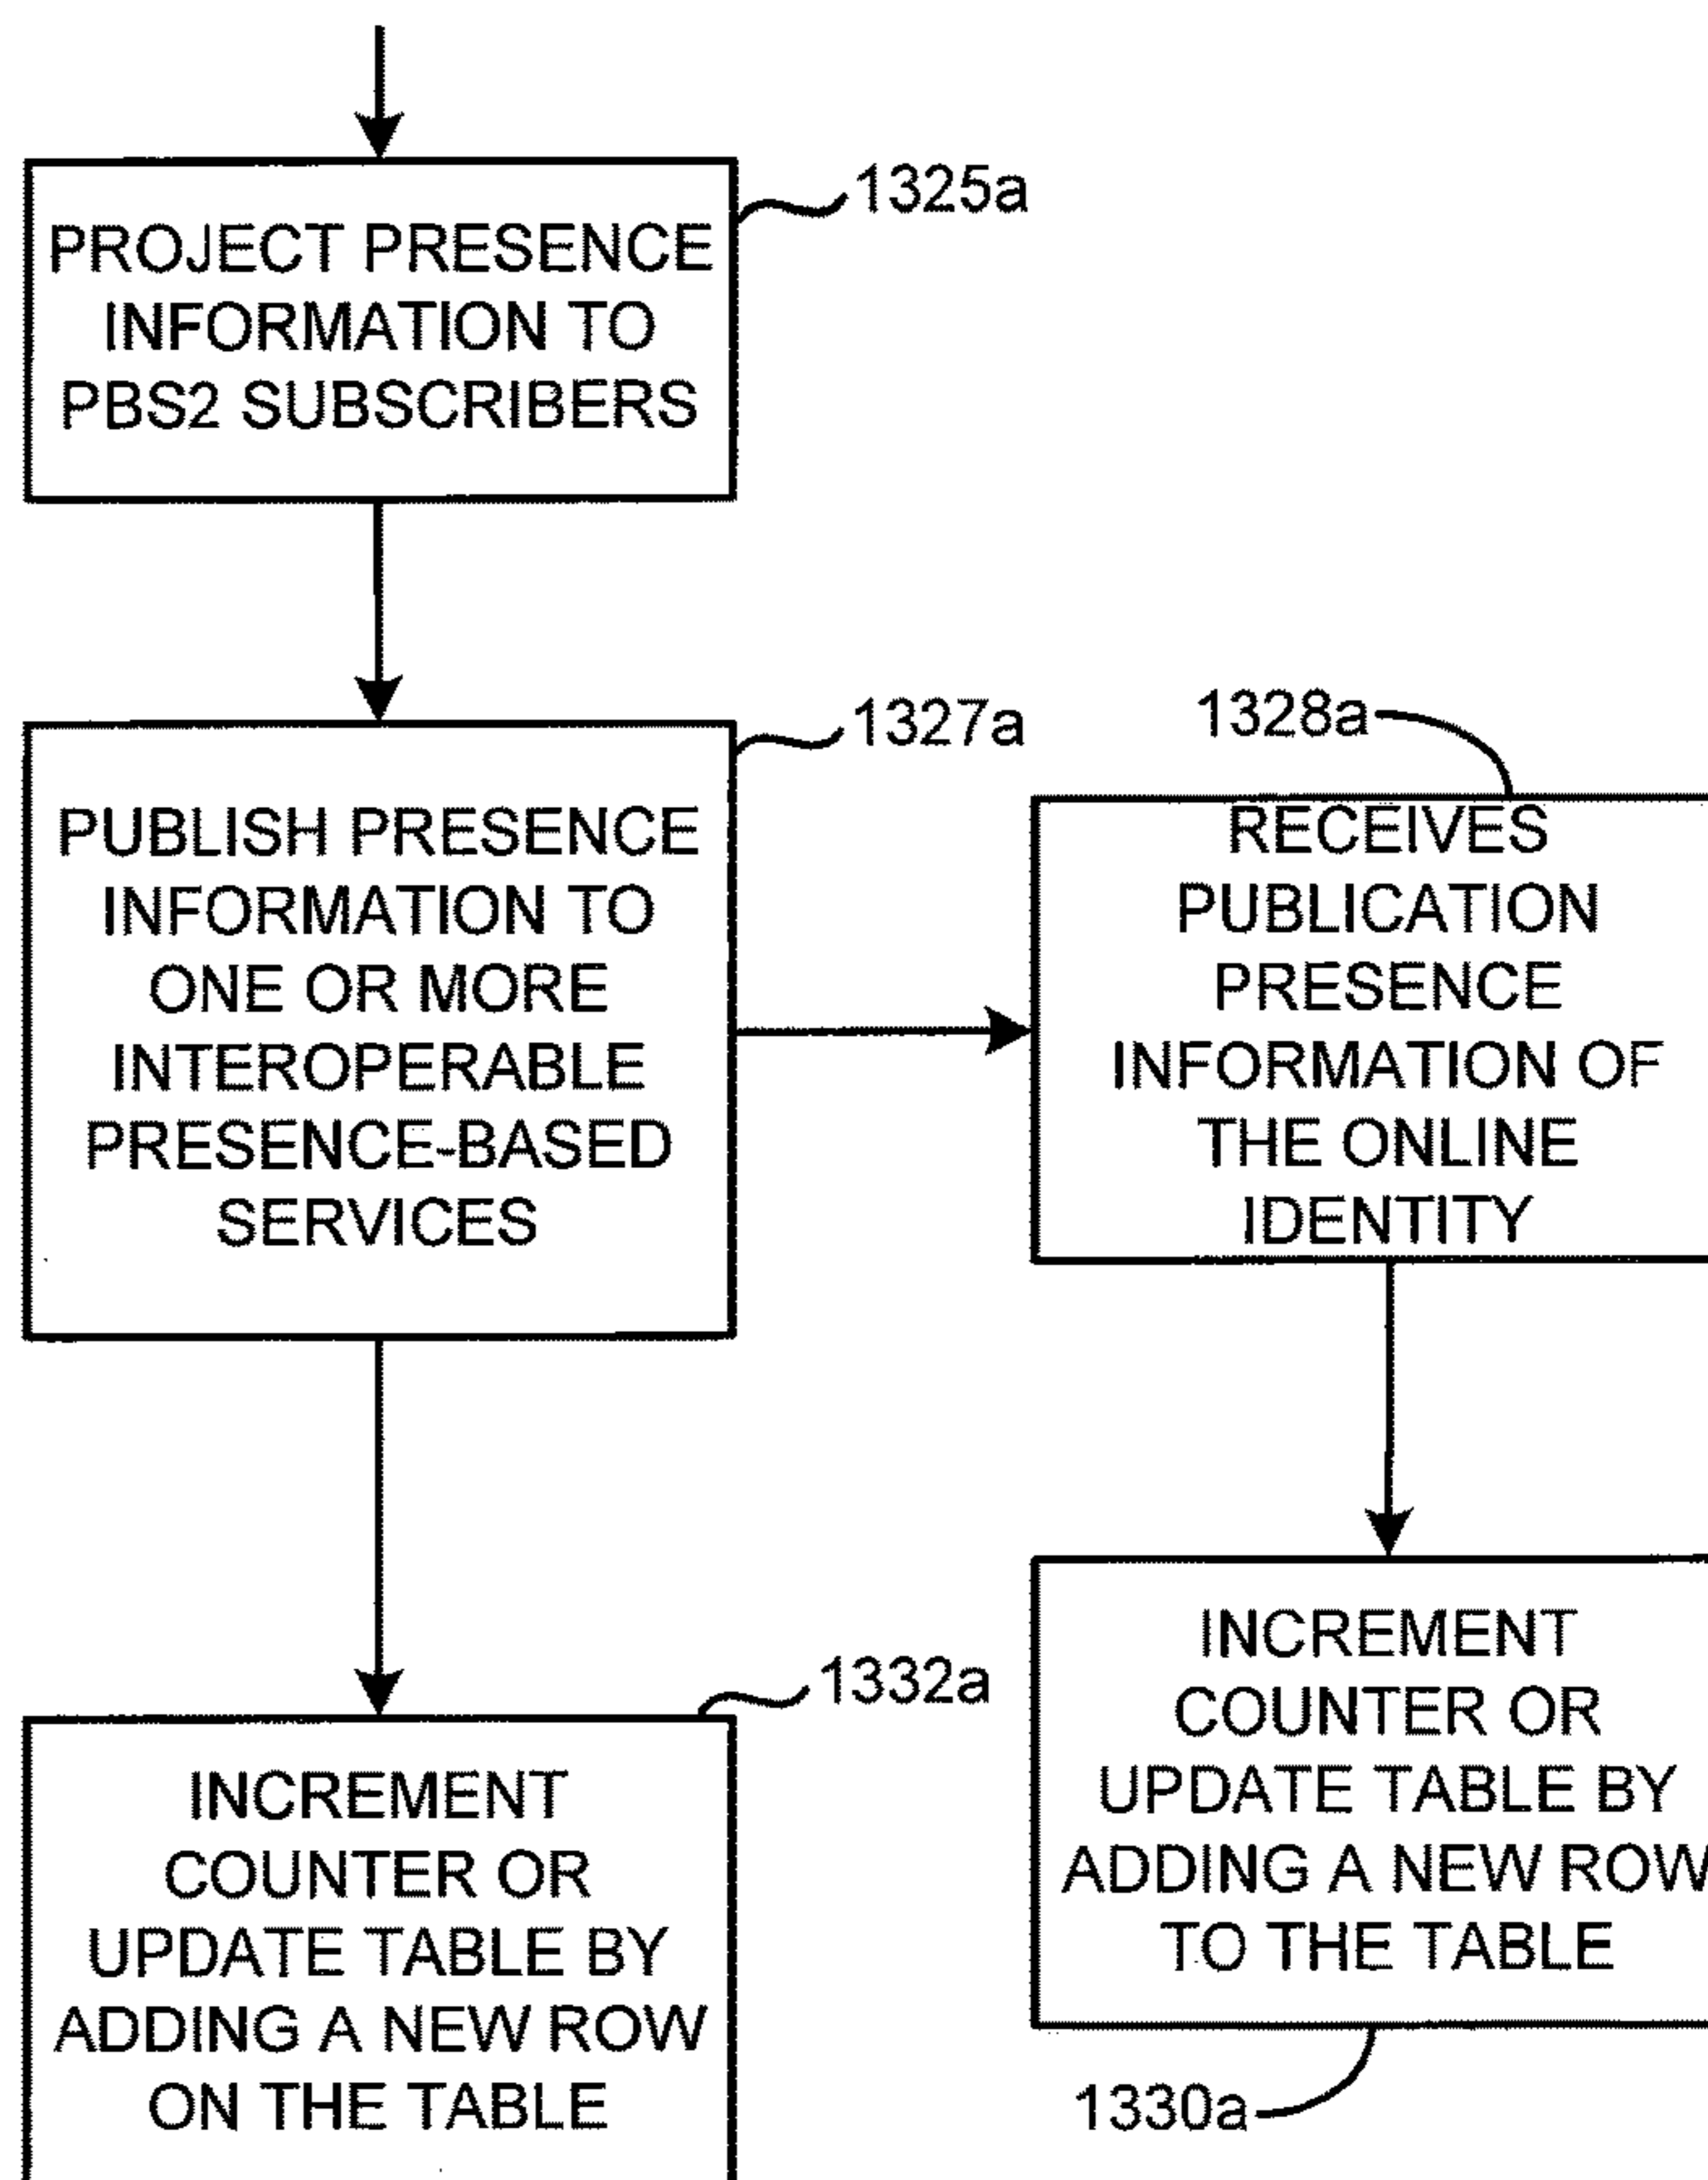 1325a
PROJECT PRESENCE
INFORMATION TO
PBS2 SUBSCRIBERS
1327a
PUBLISH PRESENCE
INFORMATION TO
ONE OR MORE
INTEROPERABLE
PRESENCE-BASED
SERVICES
1328a
RECEIVES
PUBLICATION
PRESENCE
INFORMATION OF
THE ONLINE
IDENTITY
1332a
INCREMENT
COUNTER OR
UPDATE TABLE BY
ADDING A NEW ROW
ON THE TABLE
INCREMENT
COUNTER OR
UPDATE TABLE BY
ADDING A NEW ROW
TO THE TABLE
1330a